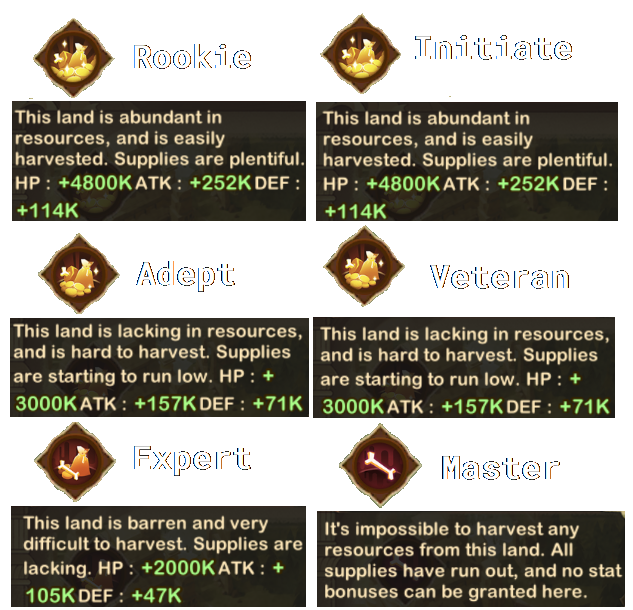 Rookie
This land is abundant in
resources, and is easily
harvested. Supplies are plentiful.
HP : +4800K ATK : +252K DEF :
+114K
Initiate
This land is abundant in
resources, and is easily
harvested. Supplies are plentiful.
HP : +4800K ATK : +252K DEF :
+114K
Adept
This land is lacking in resources,
and is hard to harvest. Supplies
are starting to run low. HP : +
3000K ATK : +157K DEF : +71K
Veteran
This land is lacking in resources,
and is hard to harvest. Supplies
are starting to run low. HP : +
3000K ATK : +157K DEF : +71K
Expert
This land is barren and very
difficult to harvest. Supplies are
lacking. HP : +2000K ATK : +
105K DEF : +47K
Master
It's impossible to harvest any
resources from this land. All
supplies have run out, and no stat
bonuses can be granted here.